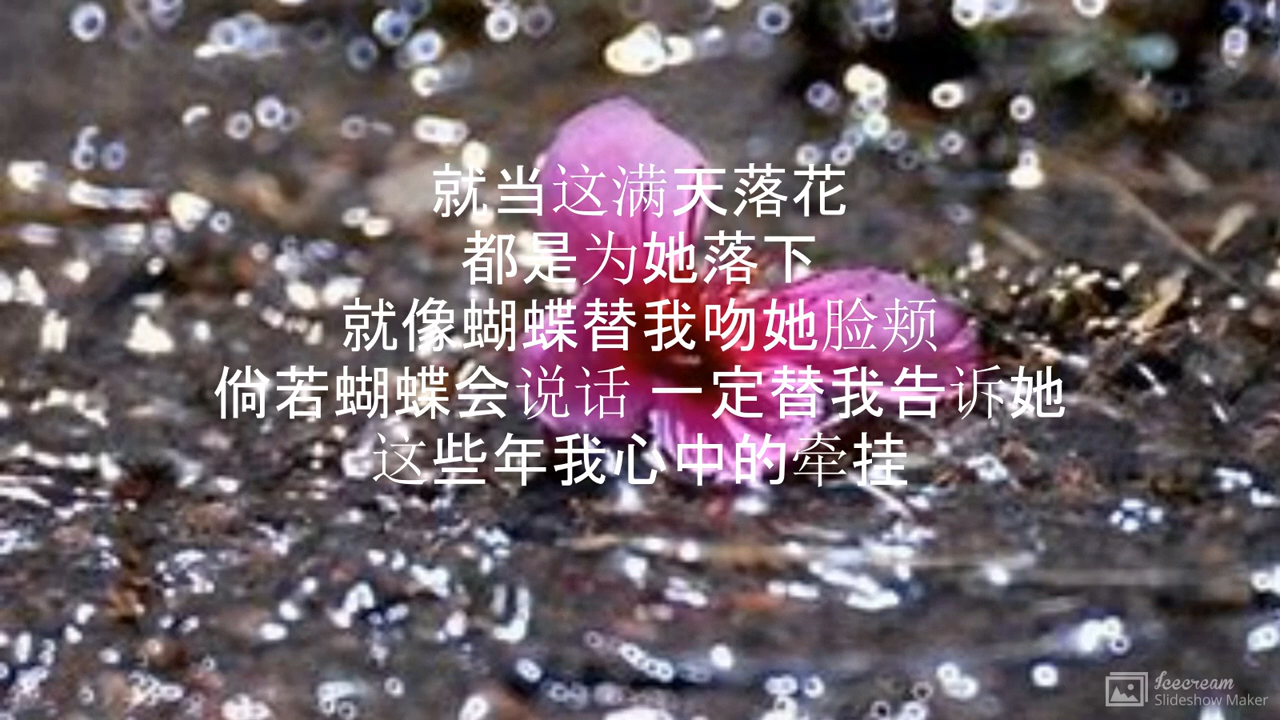 就当这满天落花
都是为她落下
就像蝴蝶替我吻她脸颊
倘若蝴蝶会说话 一定替我告诉她
这些年我心中的牵挂
Icecream
Slideshow Maker